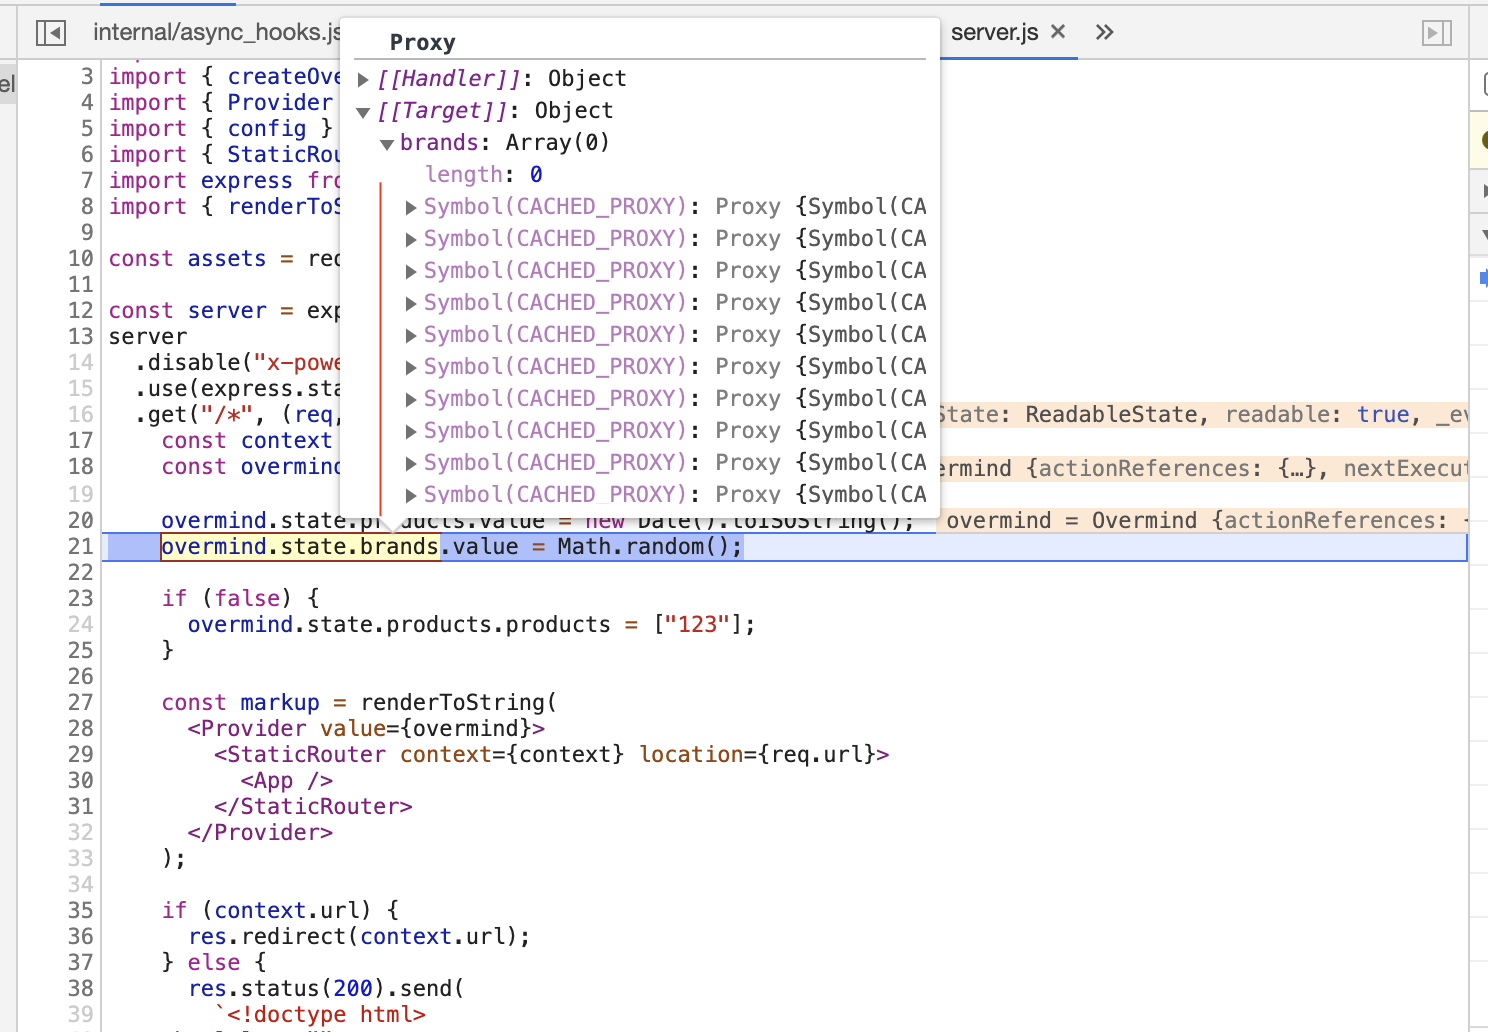 internal/async_hooks.js
server.js × »
el
Proxy
[[Handler]]: Object
[[Target]]: Object
brands: Array(0)
length: 0
Symbol(CACHED_PROXY): Proxy {Symbol(CA
Symbol(CACHED_PROXY): Proxy {Symbol(CA
Symbol(CACHED_PROXY): Proxy {Symbol(CA
Symbol(CACHED_PROXY): Proxy {Symbol(CA
Symbol(CACHED_PROXY): Proxy {Symbol(CA
Symbol(CACHED_PROXY): Proxy {Symbol(CA
Symbol(CACHED_PROXY): Proxy {Symbol(CA
Symbol(CACHED_PROXY): Proxy {Symbol(CA
Symbol(CACHED_PROXY): Proxy {Symbol(CA
Symbol(CACHED_PROXY): Proxy {Symbol(CA
3 import { createOve
4 import { Provider
5 import { config }
6 import { StaticRou
7 import express fro
8 import { renderToS
9
10 const assets = req
11
12 const server = exp
13 server
14 .disable("x-powe
15 .use(express.sta
16 .get("/*", (req, State: ReadableState, readable: true, _ev
17 const context
18 const overmind ermind {actionReferences: {…}, nextExecut
19
20 overmind.state.products.value = new Date().toISOString(); overmind = Overmind {actionReferences: {
21 overmind.state.brands.value = Math.random();
22
23 if (false) {
24 overmind.state.products.products = ["123"];
25 }
26
27 const markup = renderToString(
28 <Provider value={overmind}>
29 <StaticRouter context={context} location={req.url}>
30 <App />
31 </StaticRouter>
32 </Provider>
33 );
34
35 if (context.url) {
36 res.redirect(context.url);
37 } else {
38 res.status(200).send(
39 `<!doctype html>